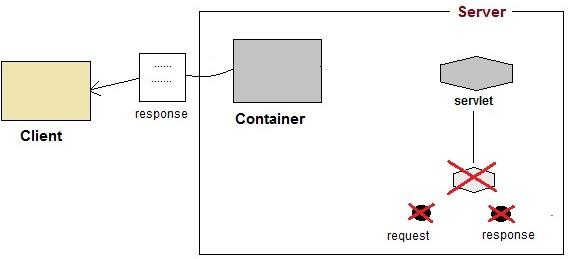 Server
......
.......
response
Client
Container
servlet
request
response